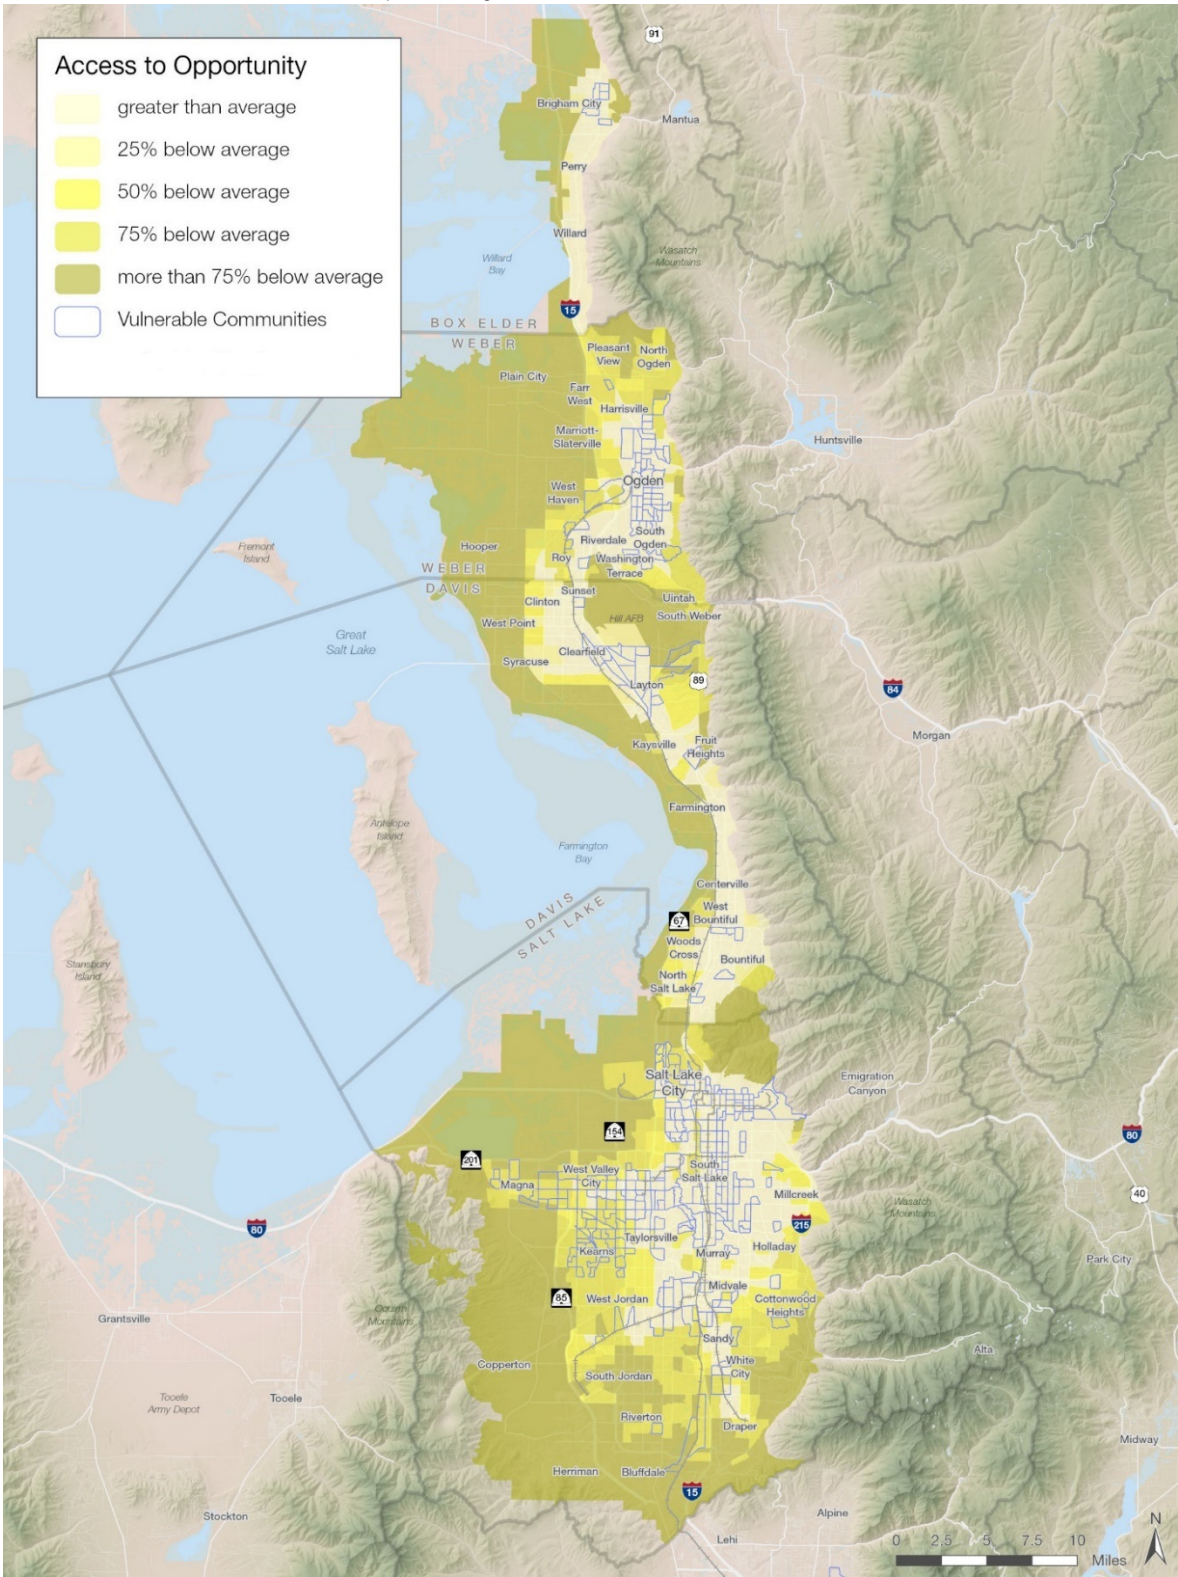 Access to Opportunity
greater than average
25% below average
50% below average
75% below average
more than 75% below average
Vulnerable Communities
91
Brigham City
Mantua
Perry
Willard
Willard
Bay
Wasatch
Mountains
15
BOX ELDER
WEBER
Pleasant
View
North
Ogden
Plain City
Farr
West
Harrisville
Marriott-
Slaterville
Huntsville
Ogden
West
Haven
South
Ogden
Riverdale
Hooper
Fremont
Island
Roy
Washington
Terrace
WEBER
DAVIS
Sunset
Clinton
Uintah
Hill AFB
South Weber
West Point
Great
Salt Lake
Clearfield
Syracuse
Layton
89
84
Morgan
Kaysville
Fruit
Heights
Farmington
Antelope
Island
Farmington
Bay
Centerville
DAVIS
SALT LAKE
West
Bountiful
67
Woods
Cross
Bountiful
Stansbury
Island
North
Salt Lake
Salt Lake
City
Emigration
Canyon
154
80
201
West Valley
City
South
Salt Lake
Magna
Millcreek
40
Wasatch
Mountains
80
215
Taylorsville
Kearns
Murray
Holladay
Park City
Midvale
85
West Jordan
Cottonwood
Heights
Grantsville
Oquirrh
Mountains
Sandy
Alta
Copperton
White
City
South Jordan
Tooele
Army Depot
Tooele
Riverton
Draper
Midway
Herriman
Bluffdale
15
Stockton
Alpine
Lehi
N
0 2.5 5 7.5 10
Miles